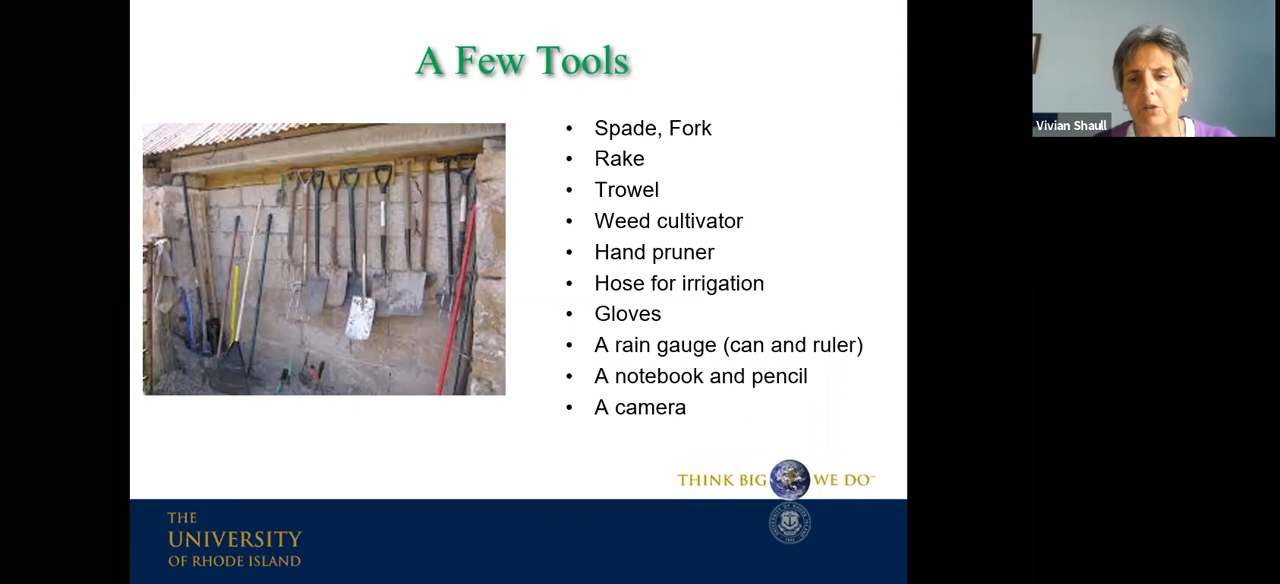 A Few Tools
• Spade, Fork
• Rake
• Trowel
• Weed cultivator
• Hand pruner
• Hose for irrigation
• Gloves
• A rain gauge (can and ruler)
• A notebook and pencil
• A camera
THINK BIG WE DO™
THE
UNIVERSITY
OF RHODE ISLAND
Vivian Shaull